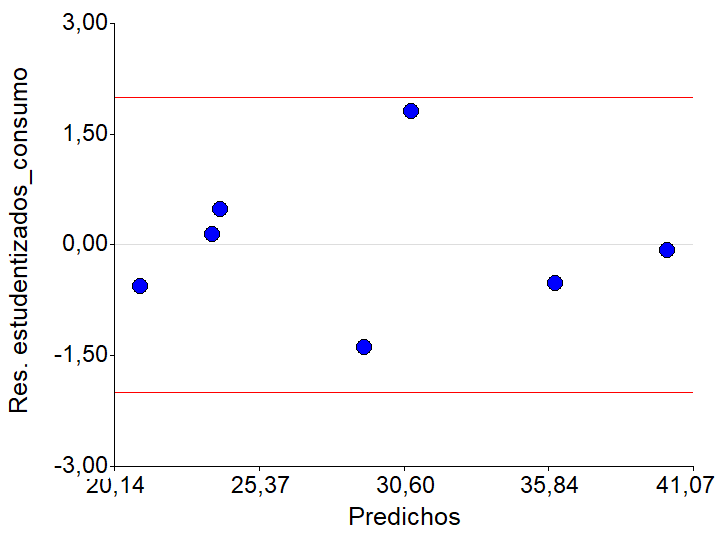 3,00
1,50
0,00
-1,50
-3,00
Res. estudentizados_consumo
20,14 25,37 30,60 35,84 41,07
Predichos